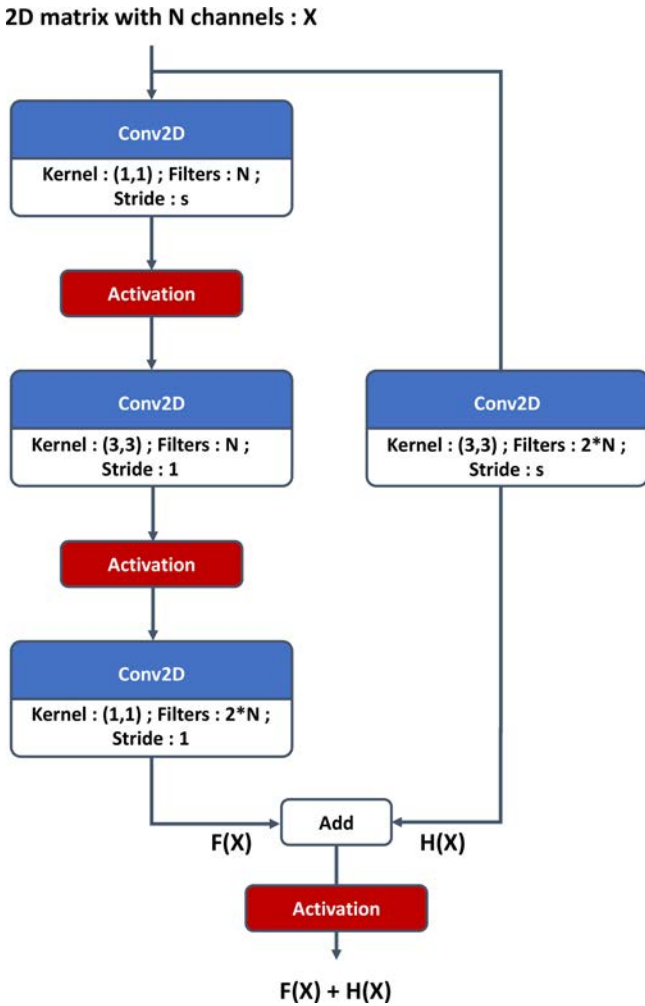 2D matrix with N channels : X
Conv2D
Kernel : (1,1) ; Filters : N ;
Stride : s
Activation
Conv2D
Kernel : (3,3) ; Filters : N ;
Stride : 1
Conv2D
Kernel : (3,3) ; Filters : 2*N ;
Stride : s
Activation
Conv2D
Kernel : (1,1) ; Filters : 2*N ;
Stride : 1
Add
F(X)
H(X)
Activation
F(X) + H(X)